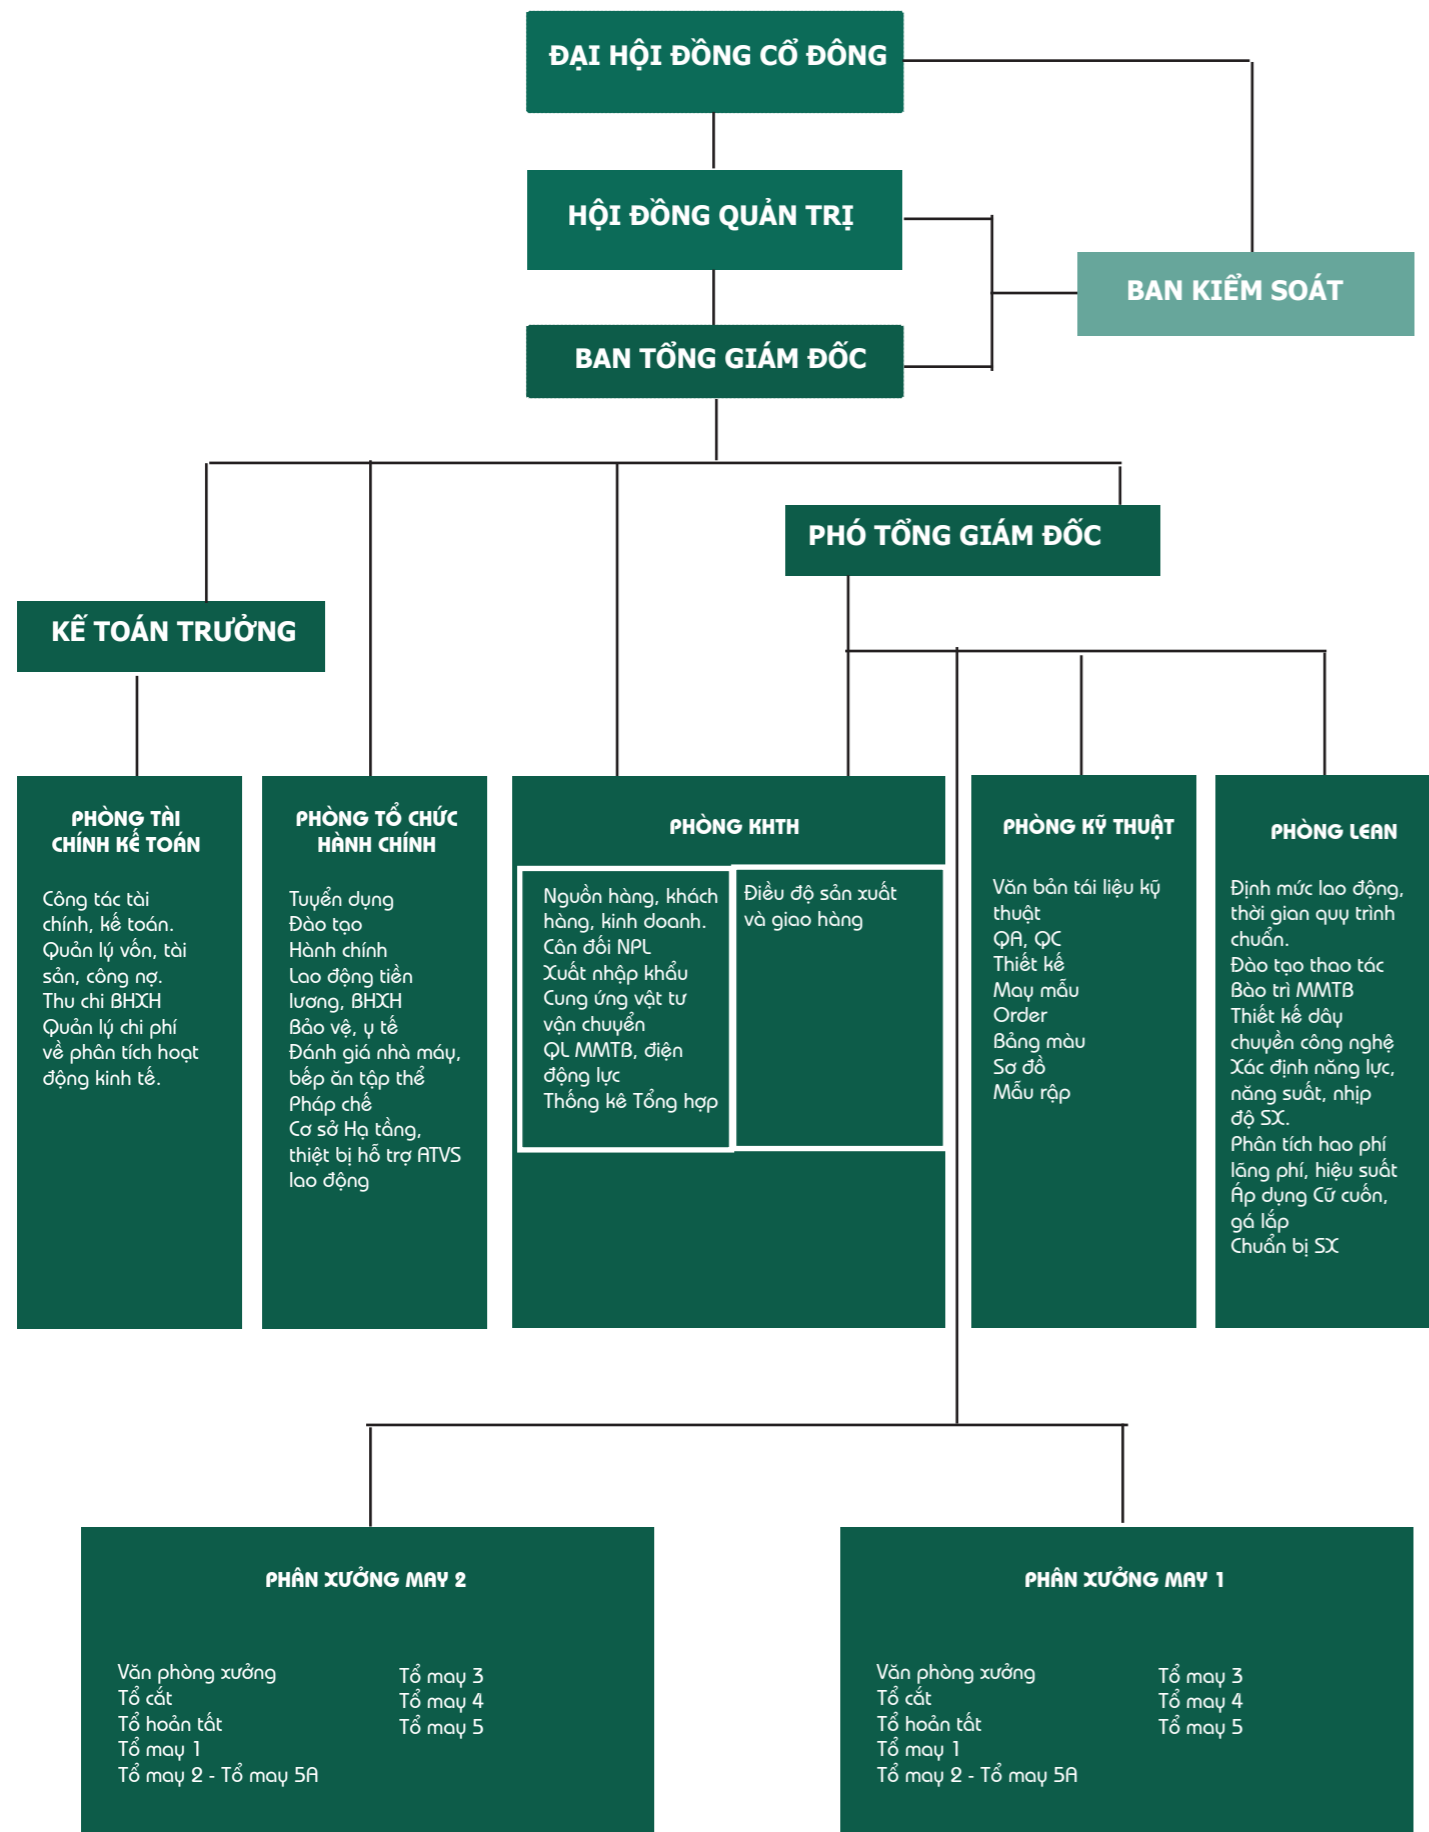 ĐẠI HỘI ĐỒNG CỔ ĐÔNG
HỘI ĐỒNG QUẢN TRỊ
BAN KIỂM SOÁT
BAN TỔNG GIÁM ĐỐC
PHÓ TỔNG GIÁM ĐỐC
KẾ TOÁN TRƯỞNG
PHÒNG TÀI
CHÍNH KẾ TOÁN
Công tác tài
chính, kế toán.
Quản lý vốn, tài
sản, công nợ.
Thu chi BHXH
Quản lý chi phí
về phân tích hoạt
động kinh tế.
PHÒNG TỔ CHỨC
HÀNH CHÍNH
Tuyển dụng
Đào tạo
Hành chính
Lao động tiền
lương, BHXH
Bảo vệ, y tế
Đánh giá nhà máy,
bếp ăn tập thể
Pháp chế
Cơ sở Hạ tầng,
thiệt bị hỗ trợ ATVS
lao động
PHÒNG KHTH
Nguồn hàng, khách
hàng, kinh doanh.
Cân đối NPL
Xuất nhập khẩu
Cung ứng vật tư
vận chuyển
QL MMTB, điện
động lực
Thống kê Tổng hợp
Điều độ sản xuất
và giao hàng
PHÒNG KỸ THUẬT
Văn bản tái liệu kỹ
thuật
QA, QC
Thiết kế
May mẫu
Order
Bảng màu
Sơ đồ
Mẫu rập
PHÒNG LEAN
Định mức lao động,
thời gian quy trình
chuẩn.
Đào tạo thao tác
Bào trì MMTB
Thiết kế dây
chuyền công nghệ
Xác định năng lực,
năng suất, nhịp
độ SX.
Phân tích hao phí
lãng phí, hiệu suất
Áp dụng Cữ cuốn,
gá lắp
Chuẩn bị SX
PHÂN XƯỞNG MAY 2
Văn phòng xưởng
Tổ cắt
Tổ hoản tất
Tổ may 1
Tổ may 2 - Tổ may 5A
Tổ may 3
Tổ may 4
Tổ may 5
PHÂN XƯỞNG MAY 1
Văn phòng xưởng
Tổ cắt
Tổ hoản tất
Tổ may 1
Tổ may 2 - Tổ may 5A
Tổ may 3
Tổ may 4
Tổ may 5